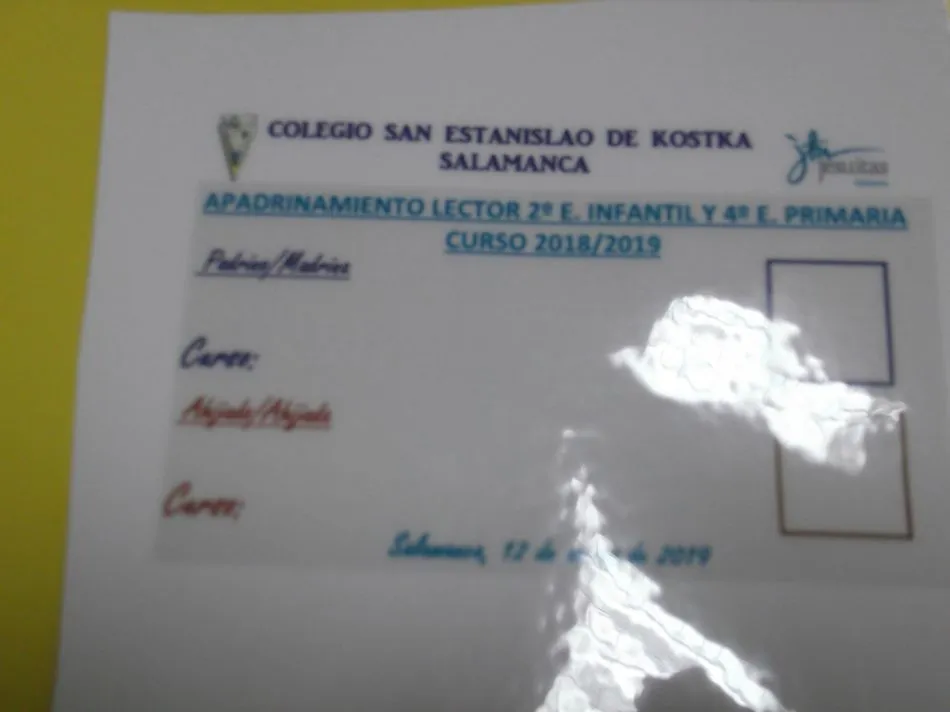 COLEGIO SAN ESTANISLAO DE KOSTKA
SALAMANCA
APADRINAMIENTO LECTOR 2º E. INFANTIL Y 4º E. PRIMARIA
CURSO 2018/2019
Padrino/Madrina
Curso:
Ahijado/Ahijada
Curso:
Salamanca, 12 de de 2019